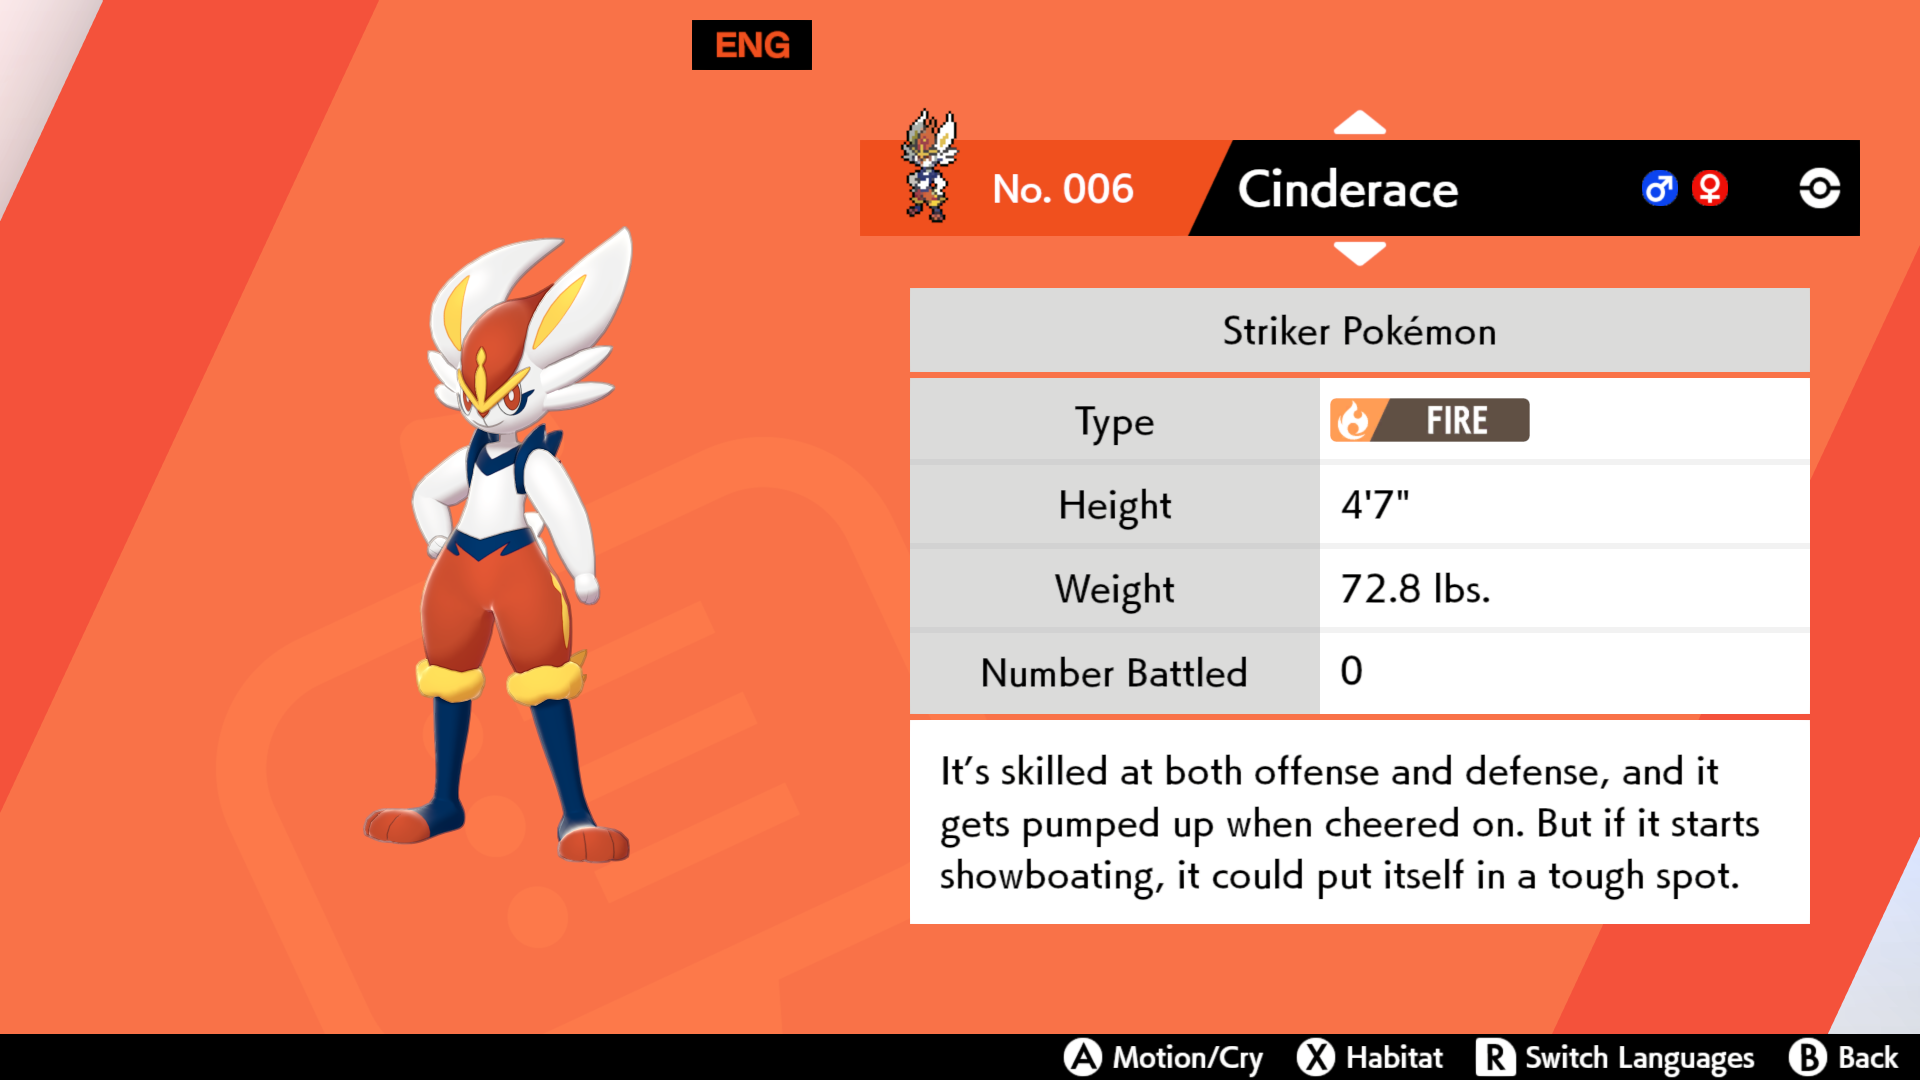 ENG
No. 006
Cinderace
Striker Pokémon
Type
FIRE
Height
4'7"
Weight
72.8 lbs.
Number Battled
0
It's skilled at both offense and defense, and it
gets pumped up when cheered on. But if it starts
showboating, it could put itself in a tough spot.
A Motion/Cry X Habitat R Switch Languages B Back